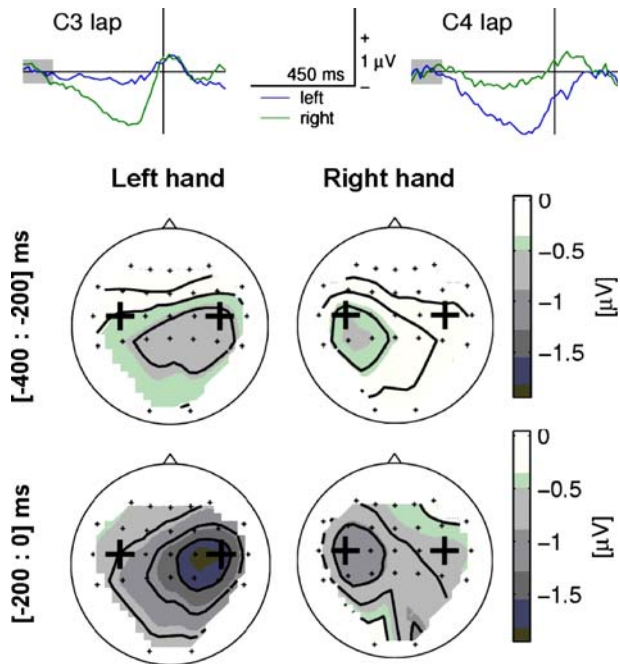 C3 lap
C4 lap
+
1 μV
−
450 ms
left
right
Left hand
Right hand
[-400 : -200] ms
0
−0.5
−1
−1.5
[μV]
[-200 : 0] ms
0
−0.5
−1
−1.5
[μV]